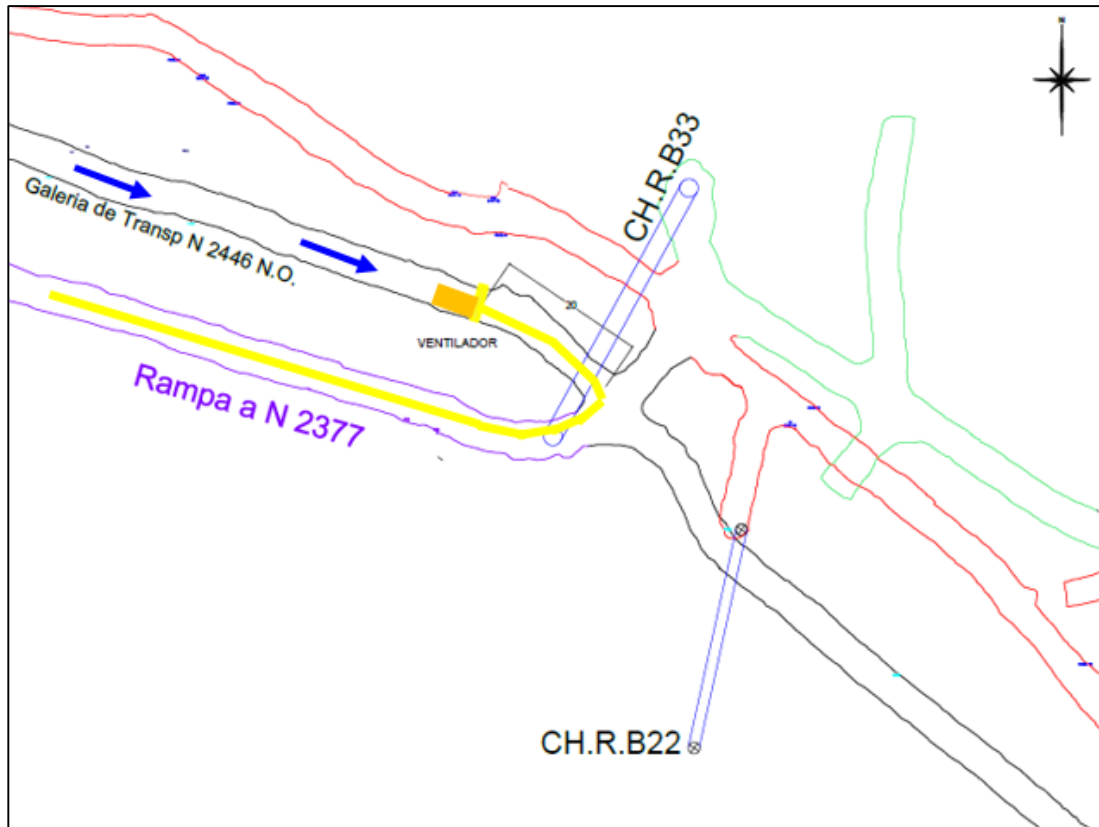 N
CH.R.B33
Galeria de Transp N 2446 N.O.
20
VENTILADOR
Rampa a N 2377
CH.R.B22